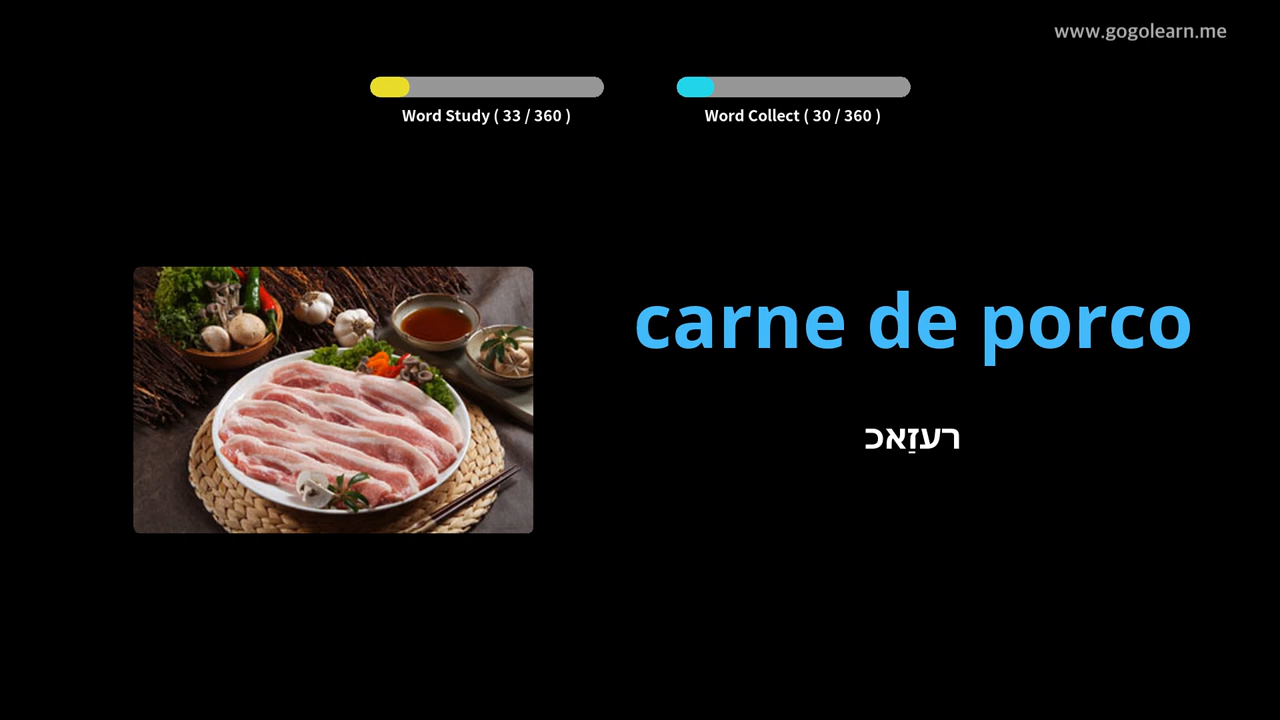 www.gogolearn.me
Word Study ( 33 / 360 )
Word Collect ( 30 / 360 )
carne de porco
רעזַאכ